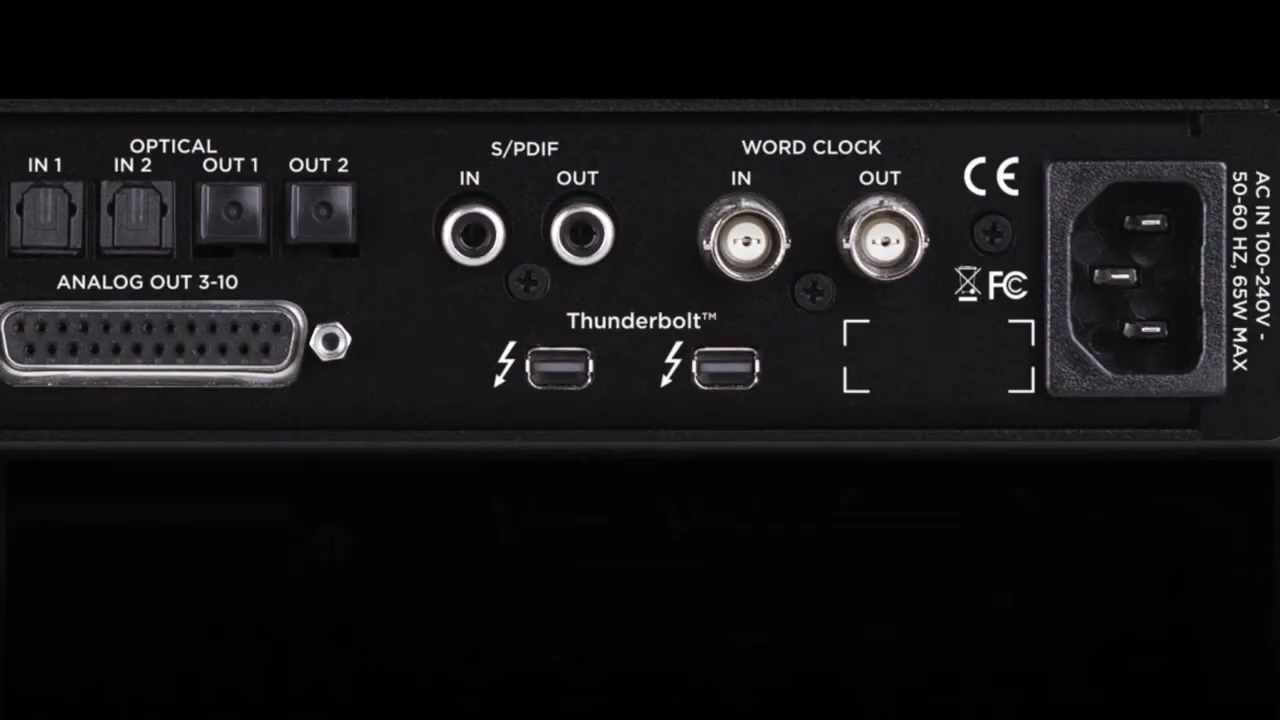 OPTICAL
IN 1 IN 2 OUT 1 OUT 2
ANALOG OUT 3-10
S/PDIF
IN OUT
Thunderbolt™
WORD CLOCK
IN OUT
CE
FC
AC IN 100-240V -
50-60 HZ, 65W MAX